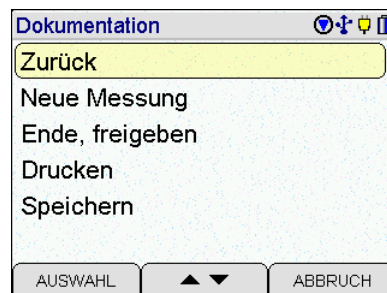 Dokumentation
Zurück
Neue Messung
Ende, freigeben
Drucken
Speichern
AUSWAHL
ABBRUCH